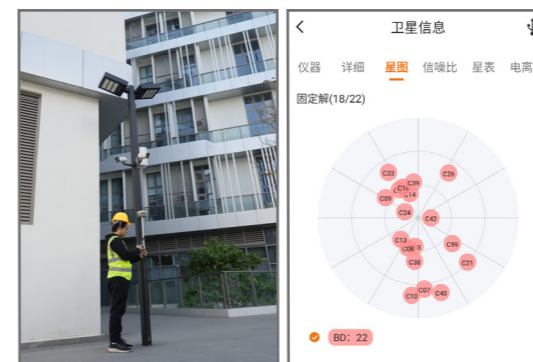 卫星信息
仪器 详细 星图 信噪比 星表 电离
固定解(18/22)
C33 C26
C39
C16
C14
C09
C24 C42
C13 C59
C08
C38 C21
C07
C10 C40
BD: 22